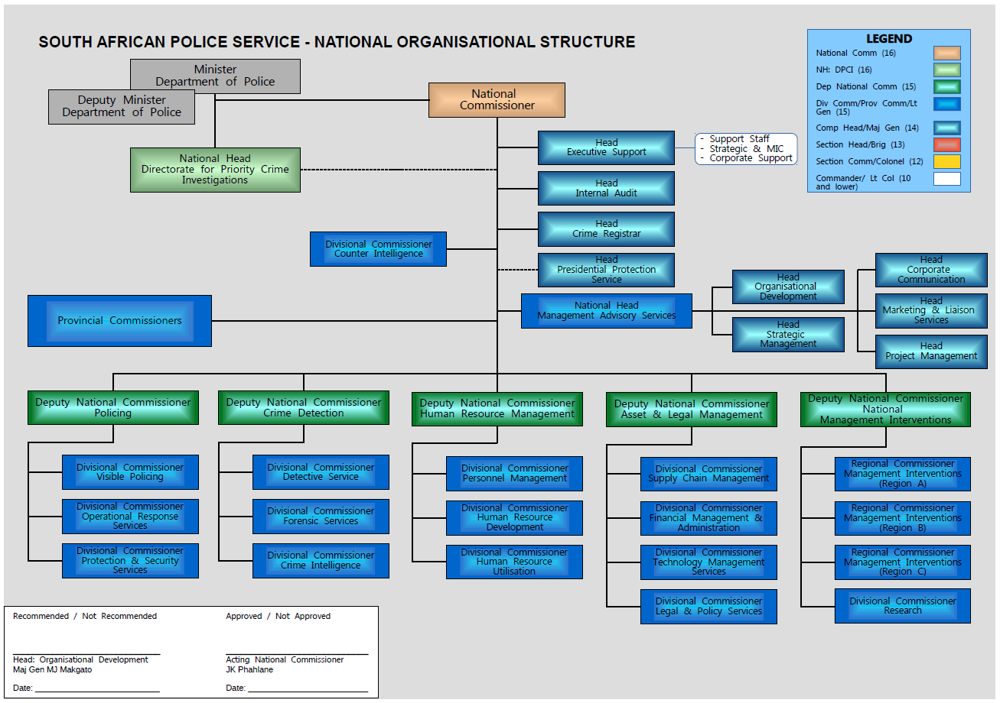 SOUTH AFRICAN POLICE SERVICE - NATIONAL ORGANISATIONAL STRUCTURE
LEGEND
National Comm (16)
NH: DPCI (16)
Dep National Comm (15)
Div Comm/Prov Comm/Lt
Gen (15)
Comp Head/Maj Gen (14)
Section Head/Brig (13)
Section Comm/Colonel (12)
Commander/ Lt Col (10
and lower)
Minister
Department of Police
Deputy Minister
Department of Police
National
Commissioner
National Head
Directorate for Priority Crime
Investigations
Head
Executive Support
- Support Staff
- Strategic & MIC
- Corporate Support
Head
Internal Audit
Head
Crime Registrar
Divisional Commissioner
Counter Intelligence
Head
Presidential Protection
Service
Provincial Commissioners
National Head
Management Advisory Services
Head
Organisational
Development
Head
Strategic
Management
Head
Corporate
Communication
Head
Marketing & Liaison
Services
Head
Project Management
Deputy National Commissioner
Policing
Divisional Commissioner
Visible Policing
Divisional Commissioner
Operational Response
Services
Divisional Commissioner
Protection & Security
Services
Deputy National Commissioner
Crime Detection
Divisional Commissioner
Detective Service
Divisional Commissioner
Forensic Services
Divisional Commissioner
Crime Intelligence
Deputy National Commissioner
Human Resource Management
Divisional Commissioner
Personnel Management
Divisional Commissioner
Human Resource
Development
Divisional Commissioner
Human Resource
Utilisation
Deputy National Commissioner
Asset & Legal Management
Divisional Commissioner
Supply Chain Management
Divisional Commissioner
Financial Management &
Administration
Divisional Commissioner
Technology Management
Services
Divisional Commissioner
Legal & Policy Services
Deputy National Commissioner
National
Management Interventions
Regional Commissioner
Management Interventions
(Region A)
Regional Commissioner
Management Interventions
(Region B)
Regional Commissioner
Management Interventions
(Region C)
Divisional Commissioner
Research
Recommended / Not Recommended
Head: Organisational Development
Maj Gen MJ Makgato
Date:
Approved / Not Approved
Acting National Commissioner
JK Phahlane
Date: